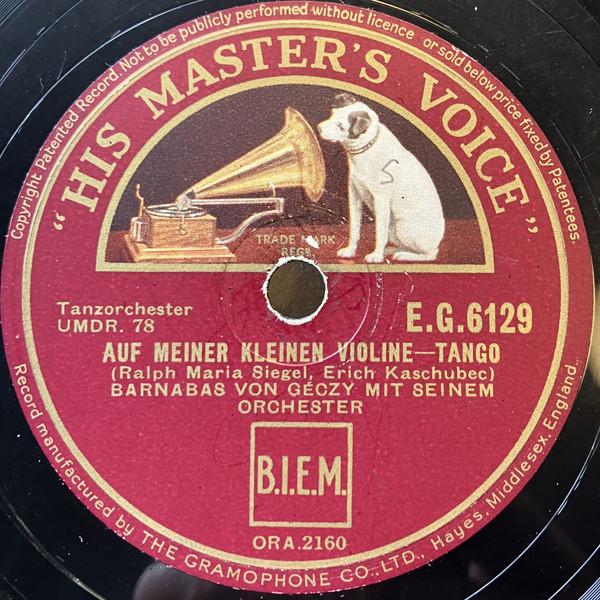 Copyright Patented Record. Not to be publicly performed without licence or sold below price fixed by Patentees.
"HIS MASTER'S VOICE"
S
TRADE MARK
REGD.
Tanzorchester
UMDR. 78
E.G.6129
AUF MEINER KLEINEN VIOLINE—TANGO
(Ralph Maria Siegel, Erich Kaschubec)
BARNABAS VON GÉCZY MIT SEINEM
ORCHESTER
B.I.E.M.
ORA.2160
Record manufactured by THE GRAMOPHONE CO., LTD., Hayes, Middlesex, England.